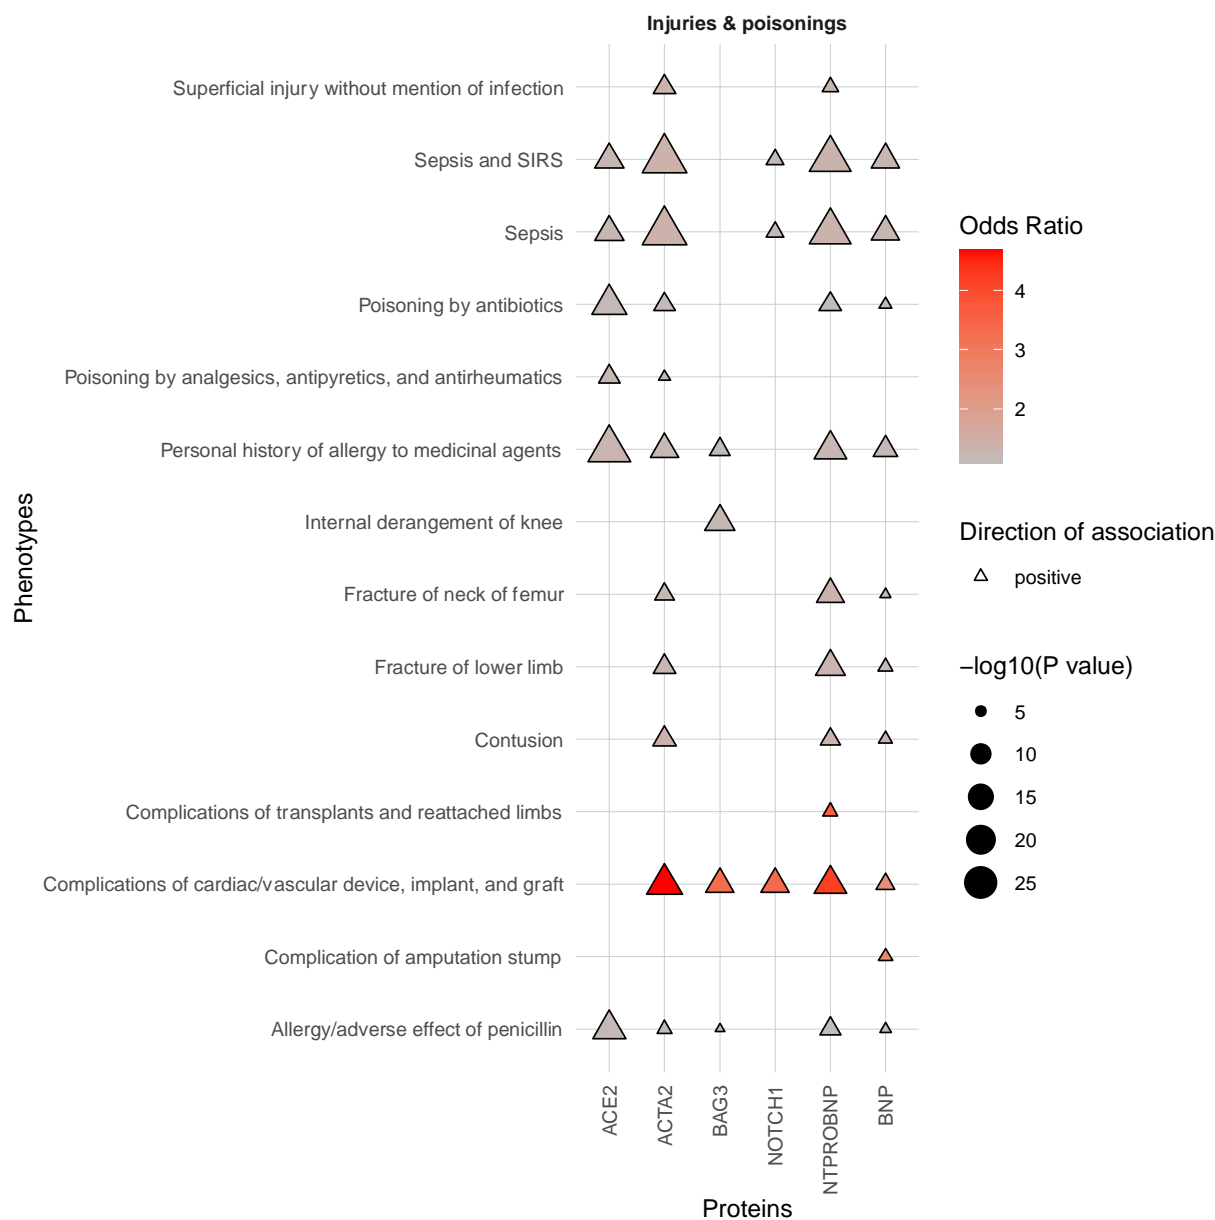 Injuries & poisonings
Superficial injury without mention of infection
Sepsis and SIRS
Sepsis
Poisoning by antibiotics
Poisoning by analgesics, antipyretics, and antirheumatics
Personal history of allergy to medicinal agents
Internal derangement of knee
Fracture of neck of femur
Fracture of lower limb
Contusion
Complications of transplants and reattached limbs
Complications of cardiac/vascular device, implant, and graft
Complication of amputation stump
Allergy/adverse effect of penicillin
Phenotypes
ACE2
ACTA2
BAG3
NOTCH1
NTPROBNP
BNP
Proteins
Odds Ratio
4
3
2
Direction of association
positive
−log10(P value)
5
10
15
20
25